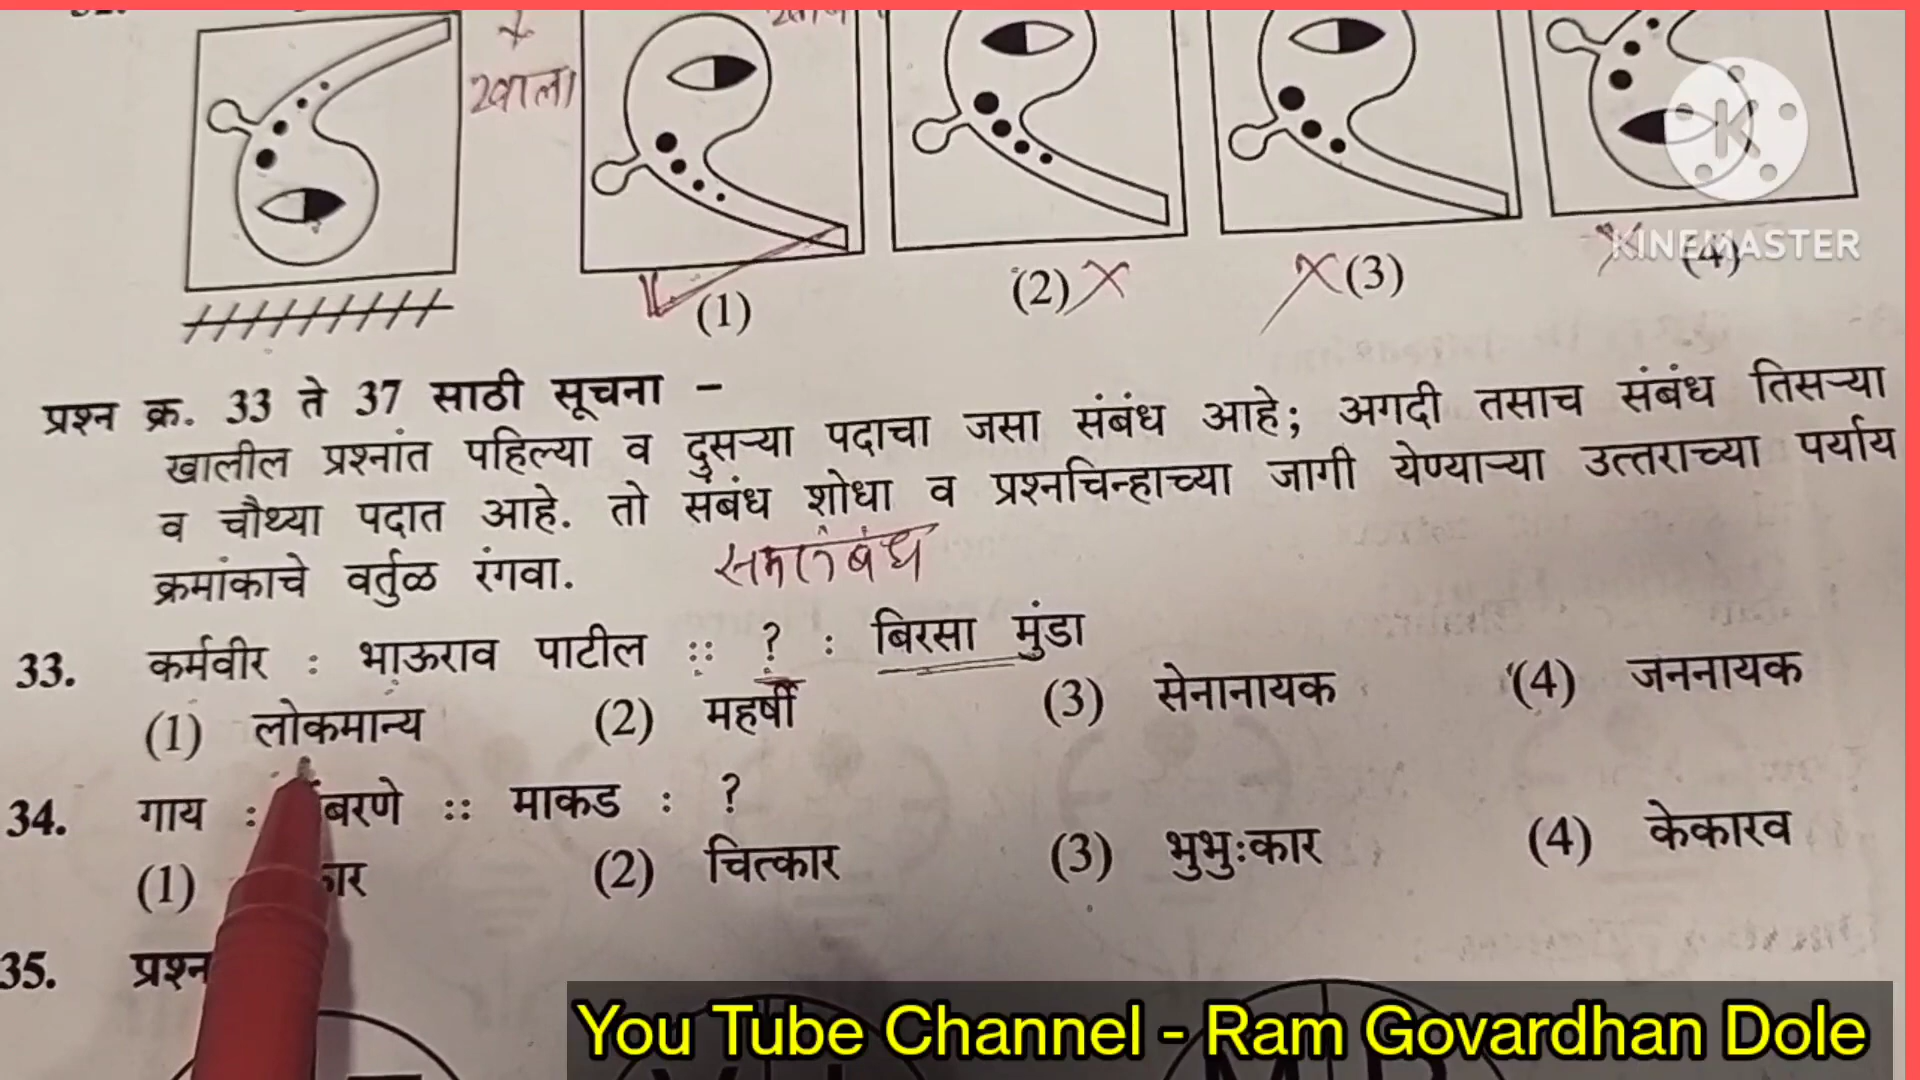 खाला
(1)
(2) X
X (3)
X (4)
KINEMASTER
प्रश्न क्र. 33 ते 37 साठी सूचना –
खालील प्रश्नांत पहिल्या व दुसऱ्या पदाचा जसा संबंध आहे; अगदी तसाच संबंध तिसऱ्या
व चौथ्या पदात आहे. तो संबंध शोधा व प्रश्नचिन्हाच्या जागी येण्याऱ्या उत्तराच्या पर्याय
क्रमांकाचे वर्तुळ रंगवा. समसंबंध
33. कर्मवीर : भाऊराव पाटील :: ? : बिरसा मुंडा
(1) लोकमान्य (2) महर्षी (3) सेनानायक (4) जननायक
34. गाय : बरणे :: माकड : ?
(1) (2) चित्कार (3) भुभुःकार (4) केकारव
35. प्रश्न
You Tube Channel - Ram Govardhan Dole